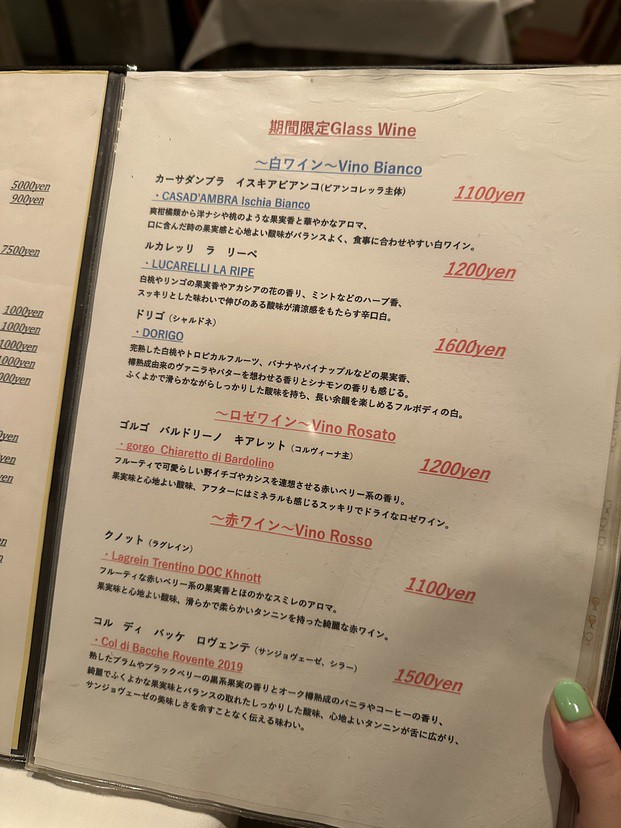 5000yen
900yen
7500yen
1000yen
1000yen
1000yen
1000yen
期間限定Glass Wine
～白ワイン～Vino Bianco
カーサダンブラ イスキアビアンコ(ビアンコレッラ主体)
1100yen
・CASAD'AMBRA Ischia Bianco
爽柑橘類から洋ナシや桃のような果実香と華やかなアロマ、
口に含んだ時の果実感と心地よい酸味がバランスよく、食事に合わせやすい白ワイン。
ルカレッリ ラ リーペ
1200yen
・LUCARELLI LA RIPE
白桃やリンゴの果実香やアカシアの花の香り、ミントなどのハーブ香、
スッキリとした味わいで伸びのある酸味が清涼感をもたらす辛口白。
ドリゴ（シャルドネ）
1600yen
・DORIGO
完熟した白桃やトロピカルフルーツ、バナナやパイナップルなどの果実香、
樽熟成由来のヴァニラやバターを想わせる香りとシナモンの香りも感じる。
ふくよかで滑らかながらしっかりした酸味を持ち、長い余韻を楽しめるフルボディの白。
～ロゼワイン～Vino Rosato
ゴルゴ バルドリーノ キアレット（コルヴィーナ主）
1200yen
・gorgo Chiaretto di Bardolino
フルーティで可愛らしい野イチゴやカシスを連想させる赤いベリー系の香り。
果実味と心地よい酸味、アフターにはミネラルも感じるスッキリでドライなロゼワイン。
～赤ワイン～Vino Rosso
クノット（ラグレイン）
1100yen
・Lagrein Trentino DOC Khnott
フルーティな赤いベリー系の果実香とほのかなスミレのアロマ。
果実味と心地よい酸味、滑らかで柔らかいタンニンを持った綺麗な赤ワイン。
コル ディ バッケ ロヴェンテ（サンジョヴェーゼ、シラー）
1500yen
・Col di Bacche Rovente 2019
熟したプラムやブラックベリーの黒系果実の香りとオーク樽熟成のバニラやコーヒーの香り、
綺麗でふくよかな果実味とバランスの取れたしっかりした酸味、心地よいタンニンが舌に広がり、
サンジョヴェーゼの美味しさを余すことなく伝える味わい。